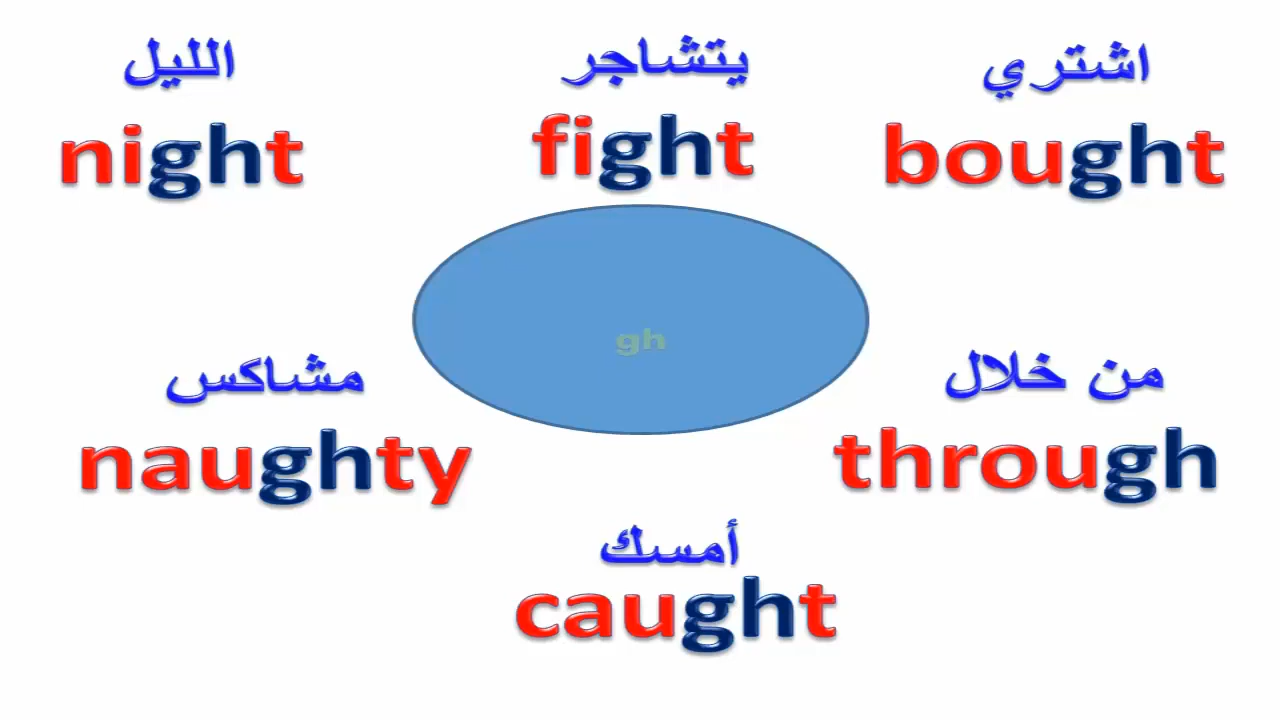 الليل
night
يتشاجر
fight
اشتري
bought
gh
مشاكس
naughty
من خلال
through
أمسك
caught